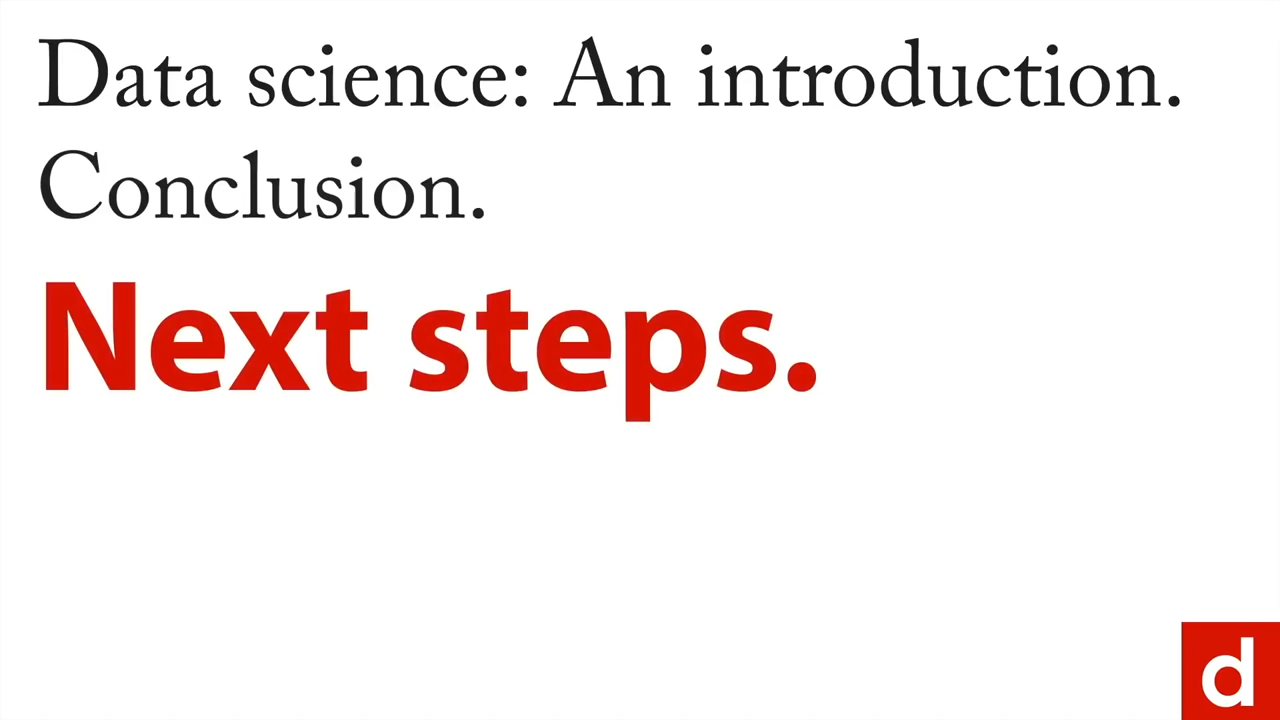 Data science: An introduction.
Conclusion.
Next steps.
d